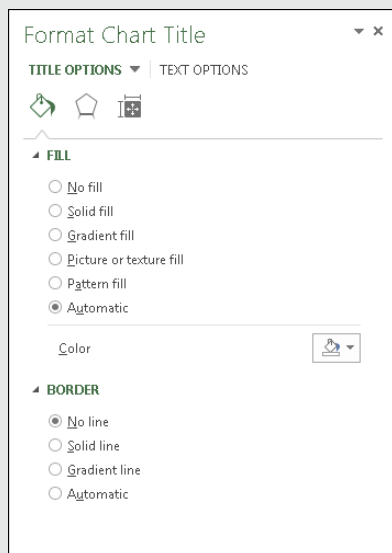 Format Chart Title
TITLE OPTIONS TEXT OPTIONS
FILL
No fill
Solid fill
Gradient fill
Picture or texture fill
Pattern fill
Automatic
Color
BORDER
No line
Solid line
Gradient line
Automatic